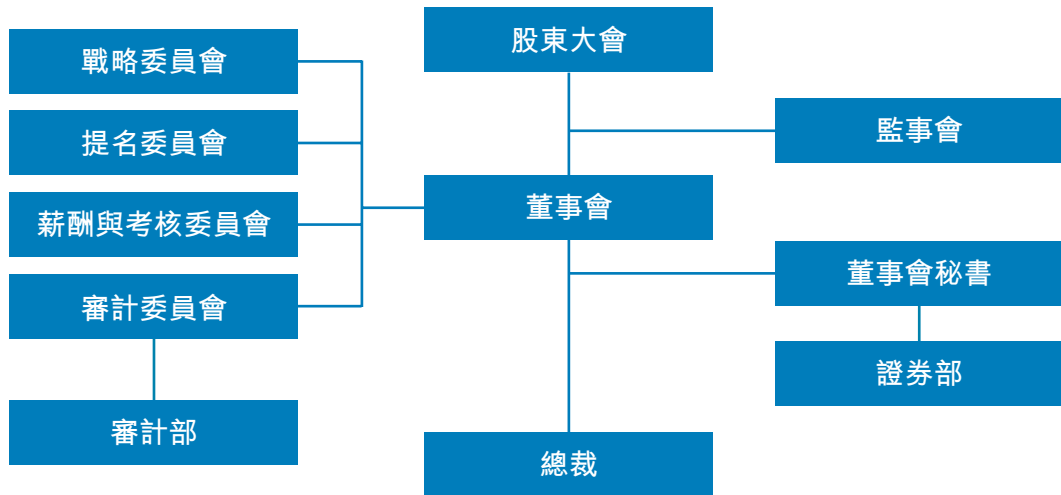 股東大會
戰略委員會
提名委員會
監事會
薪酬與考核委員會
董事會
審計委員會
董事會秘書
證券部
審計部
總裁